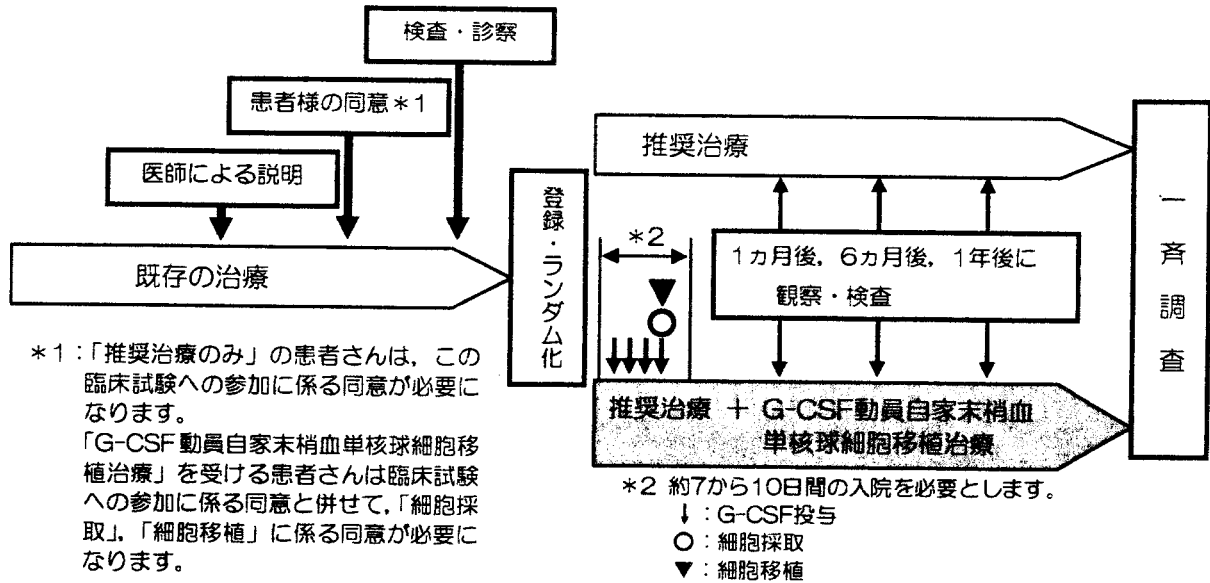 検査・診察
患者様の同意*1
医師による説明
既存の治療
登録・ランダム化
推奨治療
*2
1ヵ月後,6ヵ月後,1年後に
観察・検査
推奨治療 + G-CSF動員自家末梢血
単核球細胞移植治療
一斉調査
*1:「推奨治療のみ」の患者さんは,この
臨床試験への参加に係る同意が必要に
なります。
「G-CSF動員自家末梢血単核球細胞移
植治療」を受ける患者さんは臨床試験
への参加に係る同意と併せて,「細胞採
取」,「細胞移植」に係る同意が必要に
なります。
*2 約7から10日間の入院を必要とします。
↓:G-CSF投与
○:細胞採取
▼:細胞移植